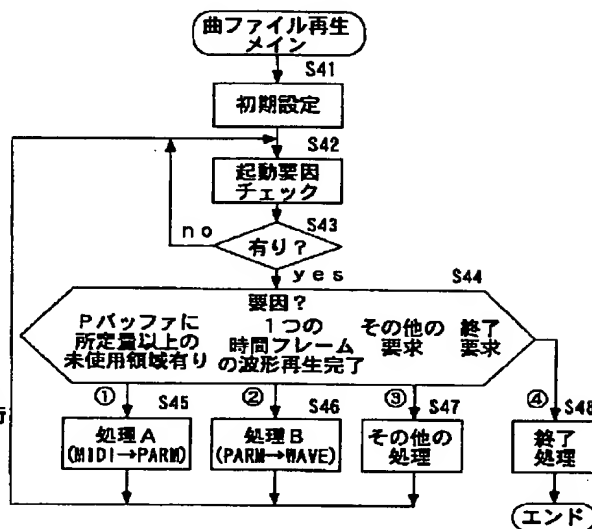 曲ファイル再生
メイン
S41
初期設定
S42
起動要因
チェック
S43
no
有り？
yes
S44
要因？
Pバッファに
所定量以上の
未使用領域有り
１つの
時間フレーム
の波形再生完了
その他の
要求
終了
要求
①
②
③
④
行
S45
処理A
(MIDI→PARM)
S46
処理B
(PARM→WAVE)
S47
その他の
処理
S48
終了
処理
エンド